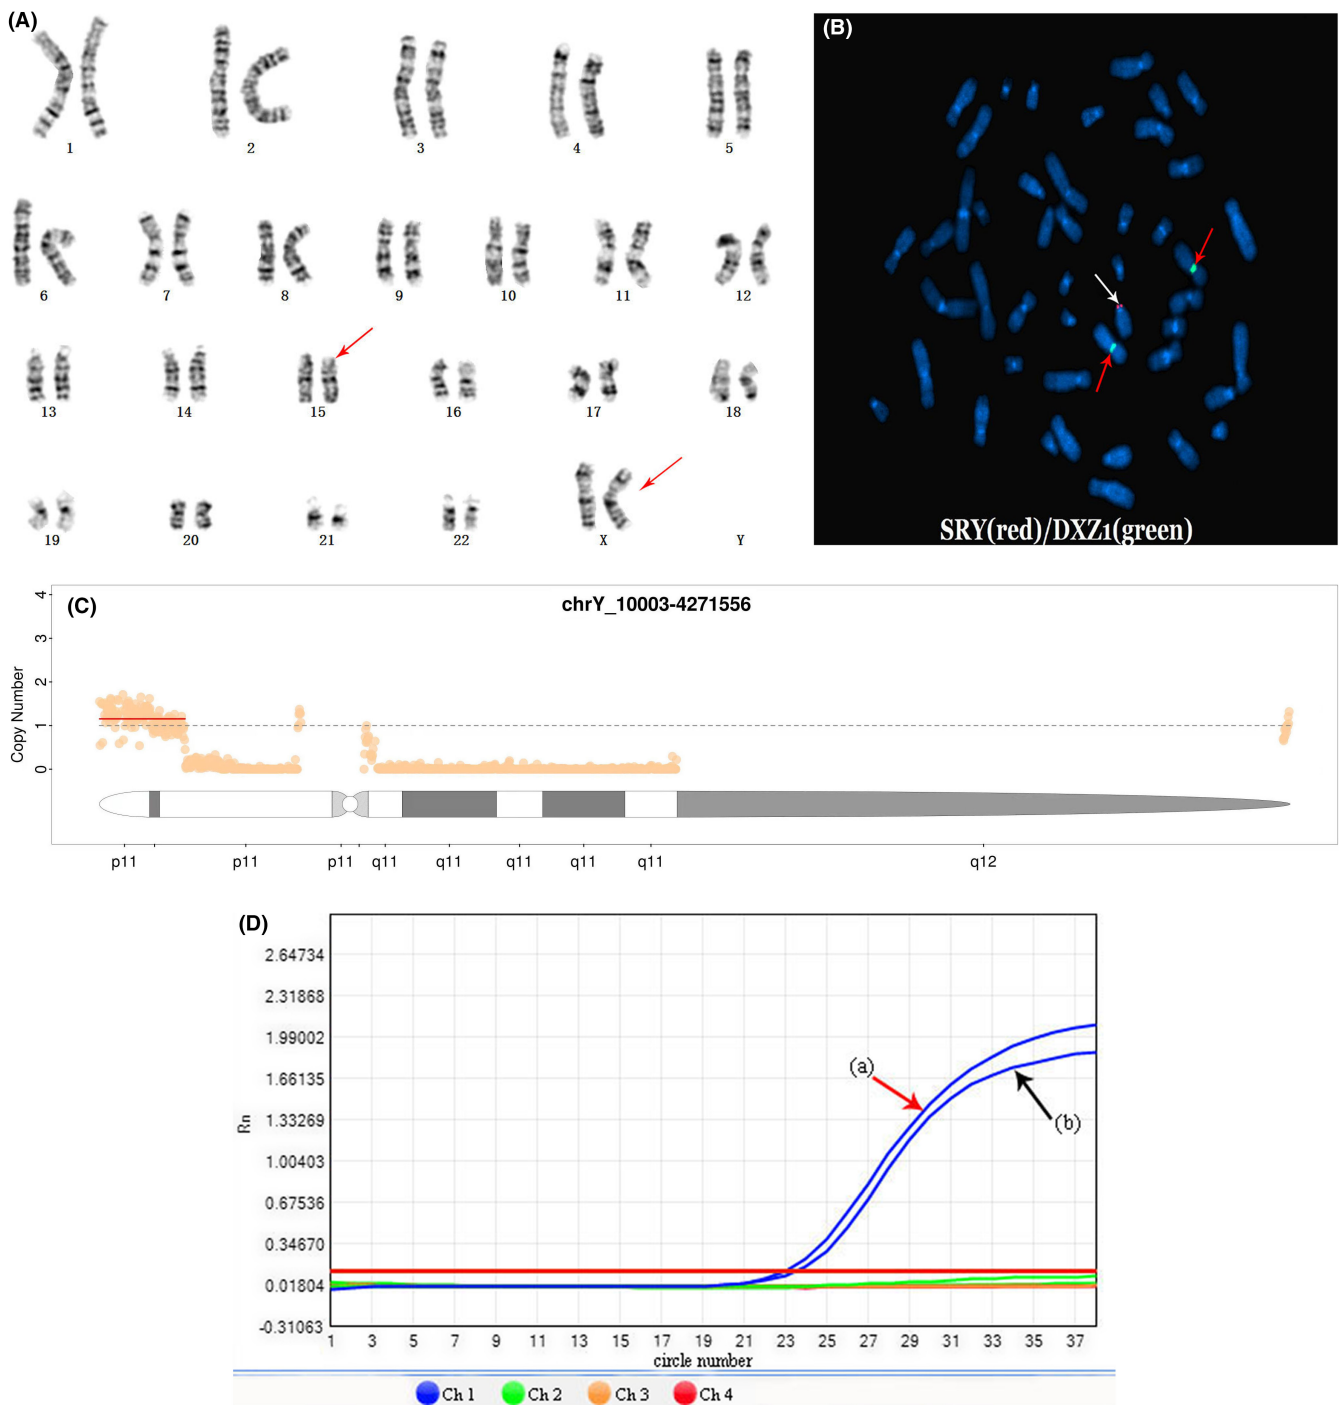 (A)
1 2 3 4 5
6 7 8 9 10 11 12
13 14 15 16 17 18
19 20 21 22 X Y
(B)
SRY(red)/DXZ1(green)
(C)
chrY_10003-4271556
Copy Number
4
3
2
1
0
p11 p11 p11 q11 q11 q11 q11 q11 q12
(D)
2.64734
2.31868
1.99002
1.66135
1.33269
1.00403
0.67536
0.34670
0.01804
-0.31063
Rn
(a)
(b)
1 3 5 7 9 11 13 15 17 19 21 23 25 27 29 31 33 35 37
circle number
Ch 1 Ch 2 Ch 3 Ch 4